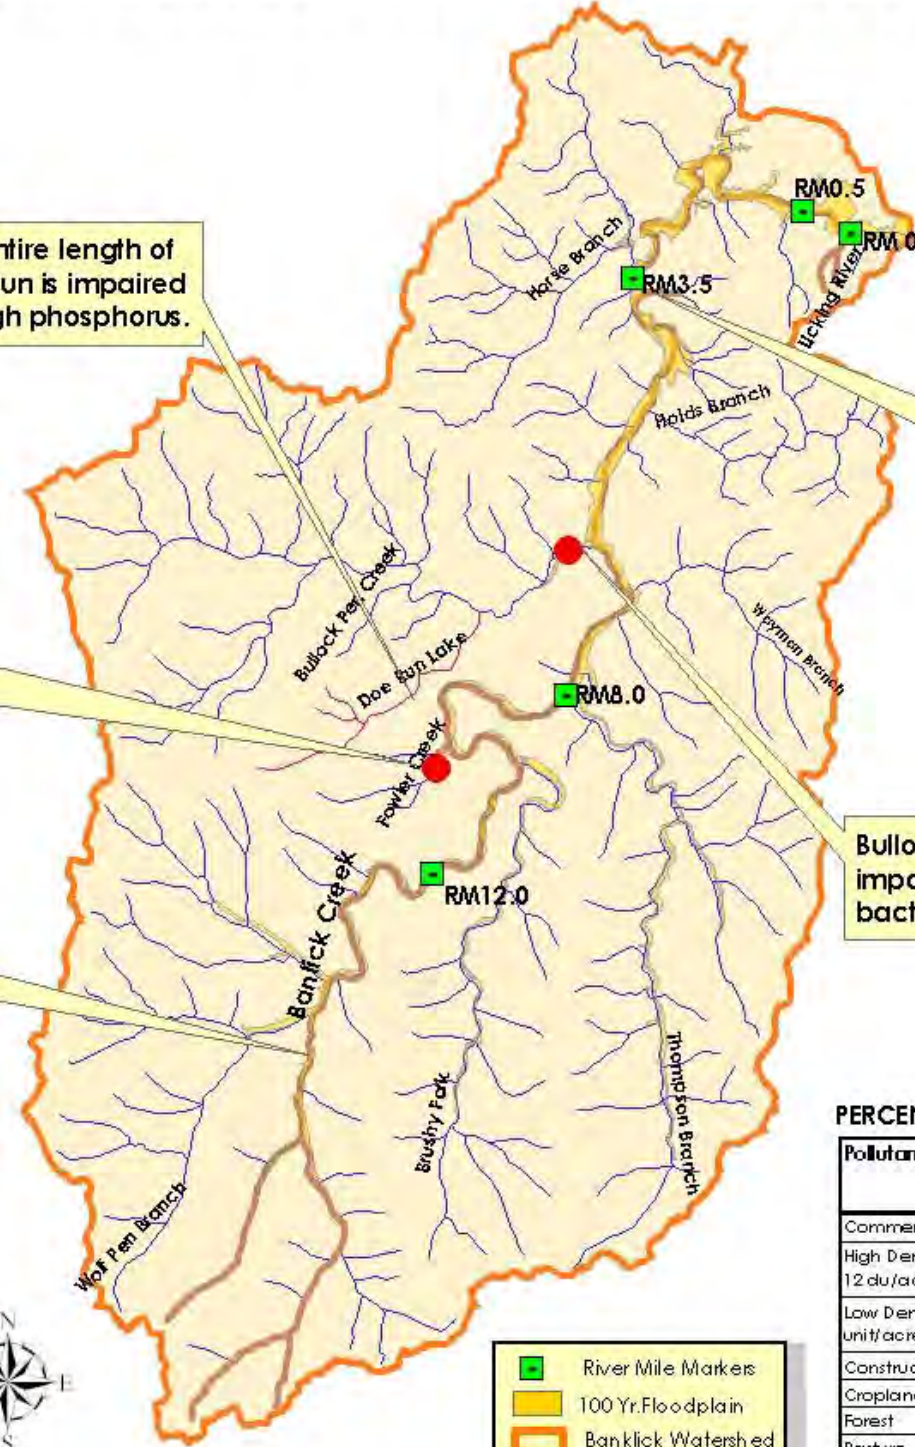 RM0.5
RM 0
Licking River
Horse Branch
RM3.5
ntire length of
un is impaired
gh phosphorus.
Holds Branch
Bullock Pen Creek
Doe Run Lake
Waymen Branch
RM8.0
Fowler Creek
RM12.0
Banlick Creek
Bullo
impa
bact
Brushy Fork
Thompson Branch
Wolf Pen Branch
N
E
S
River Mile Markers
100 Yr.Floodplain
Banklick Watershed
PERCEN
Pollutan
Commer
High Der
12 du/ac
Low Den
unit/acre
Construc
Croplanc
Forest